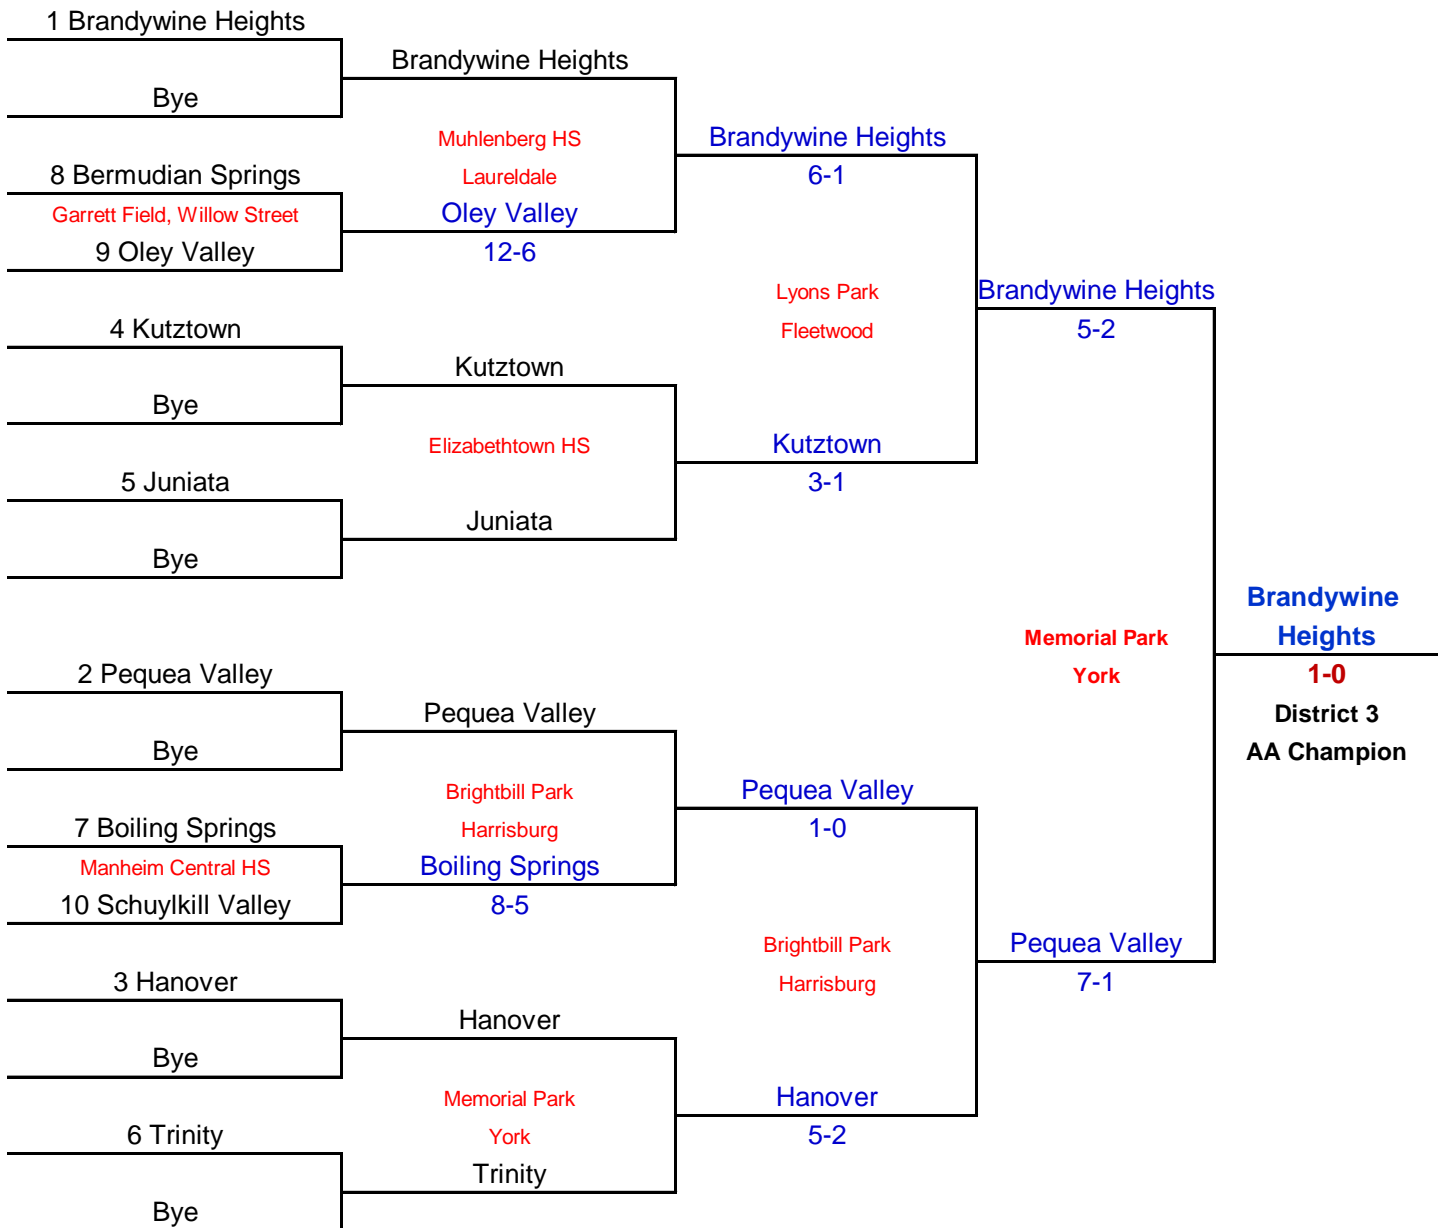 1 Brandywine Heights
Bye
8 Bermudian Springs
Garrett Field, Willow Street
9 Oley Valley
4 Kutztown
Bye
5 Juniata
Bye
2 Pequea Valley
Bye
7 Boiling Springs
Manheim Central HS
10 Schuylkill Valley
3 Hanover
Bye
6 Trinity
Bye
Brandywine Heights
Muhlenberg HS
Laureldale
Oley Valley
12-6
Kutztown
Elizabethtown HS
Juniata
Pequea Valley
Brightbill Park
Harrisburg
Boiling Springs
8-5
Hanover
Memorial Park
York
Trinity
Brandywine Heights
6-1
Lyons Park
Fleetwood
Kutztown
3-1
Pequea Valley
1-0
Brightbill Park
Harrisburg
Hanover
5-2
Brandywine Heights
5-2
Memorial Park
York
Pequea Valley
7-1
Brandywine
Heights
1-0
District 3
AA Champion